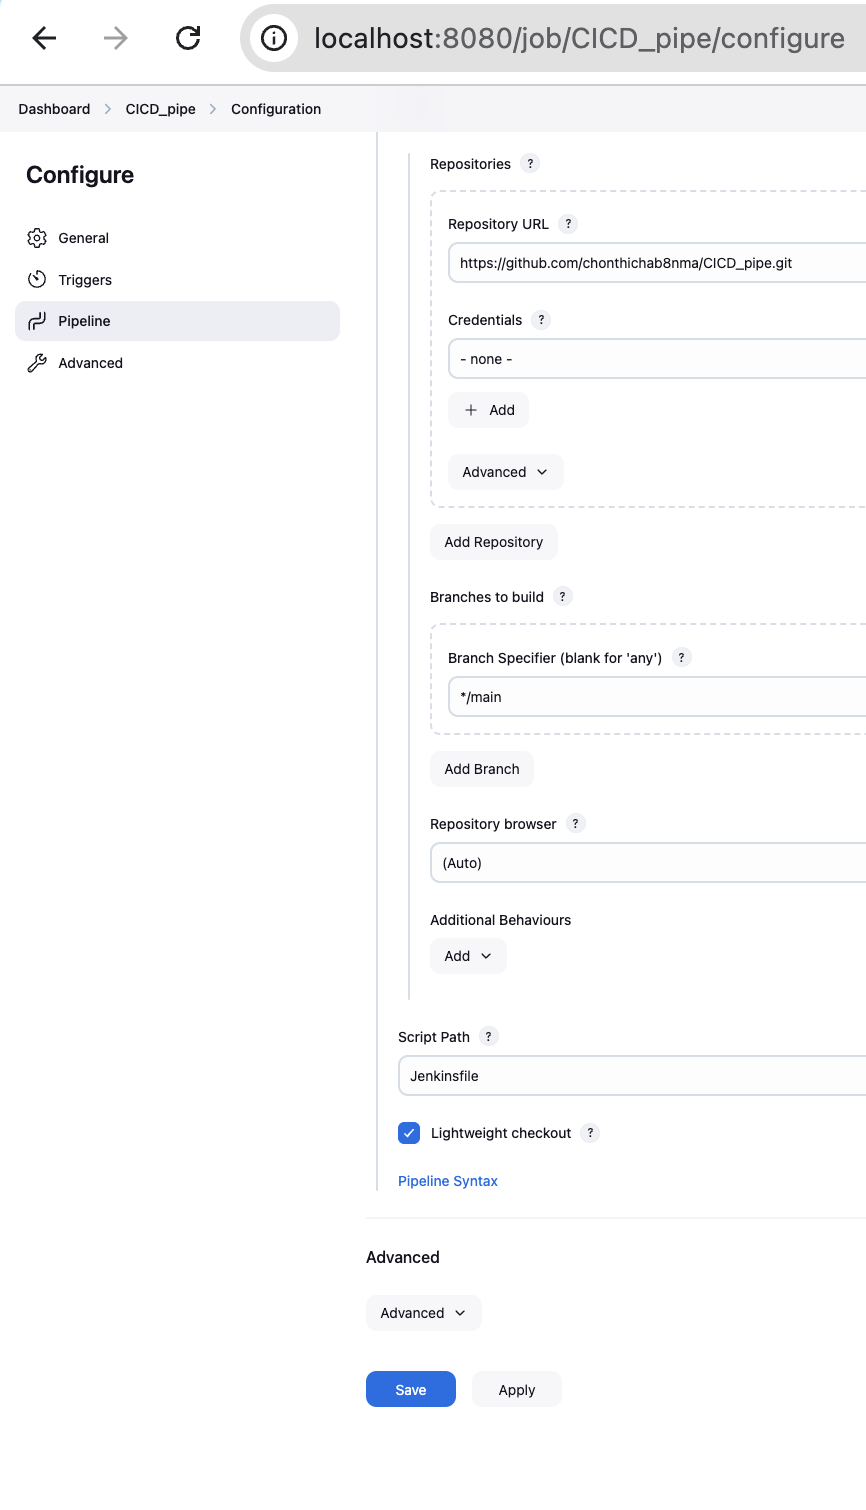 localhost:8080/job/CICD_pipe/configure
Dashboard > CICD_pipe > Configuration
Configure
General
Triggers
Pipeline
Advanced
Repositories ?
Repository URL ?
https://github.com/chonthichab8nma/CICD_pipe.git
Credentials ?
- none -
+ Add
Advanced
Add Repository
Branches to build ?
Branch Specifier (blank for 'any') ?
*/main
Add Branch
Repository browser ?
(Auto)
Additional Behaviours
Add
Script Path ?
Jenkinsfile
Lightweight checkout ?
Pipeline Syntax
Advanced
Advanced
Save Apply